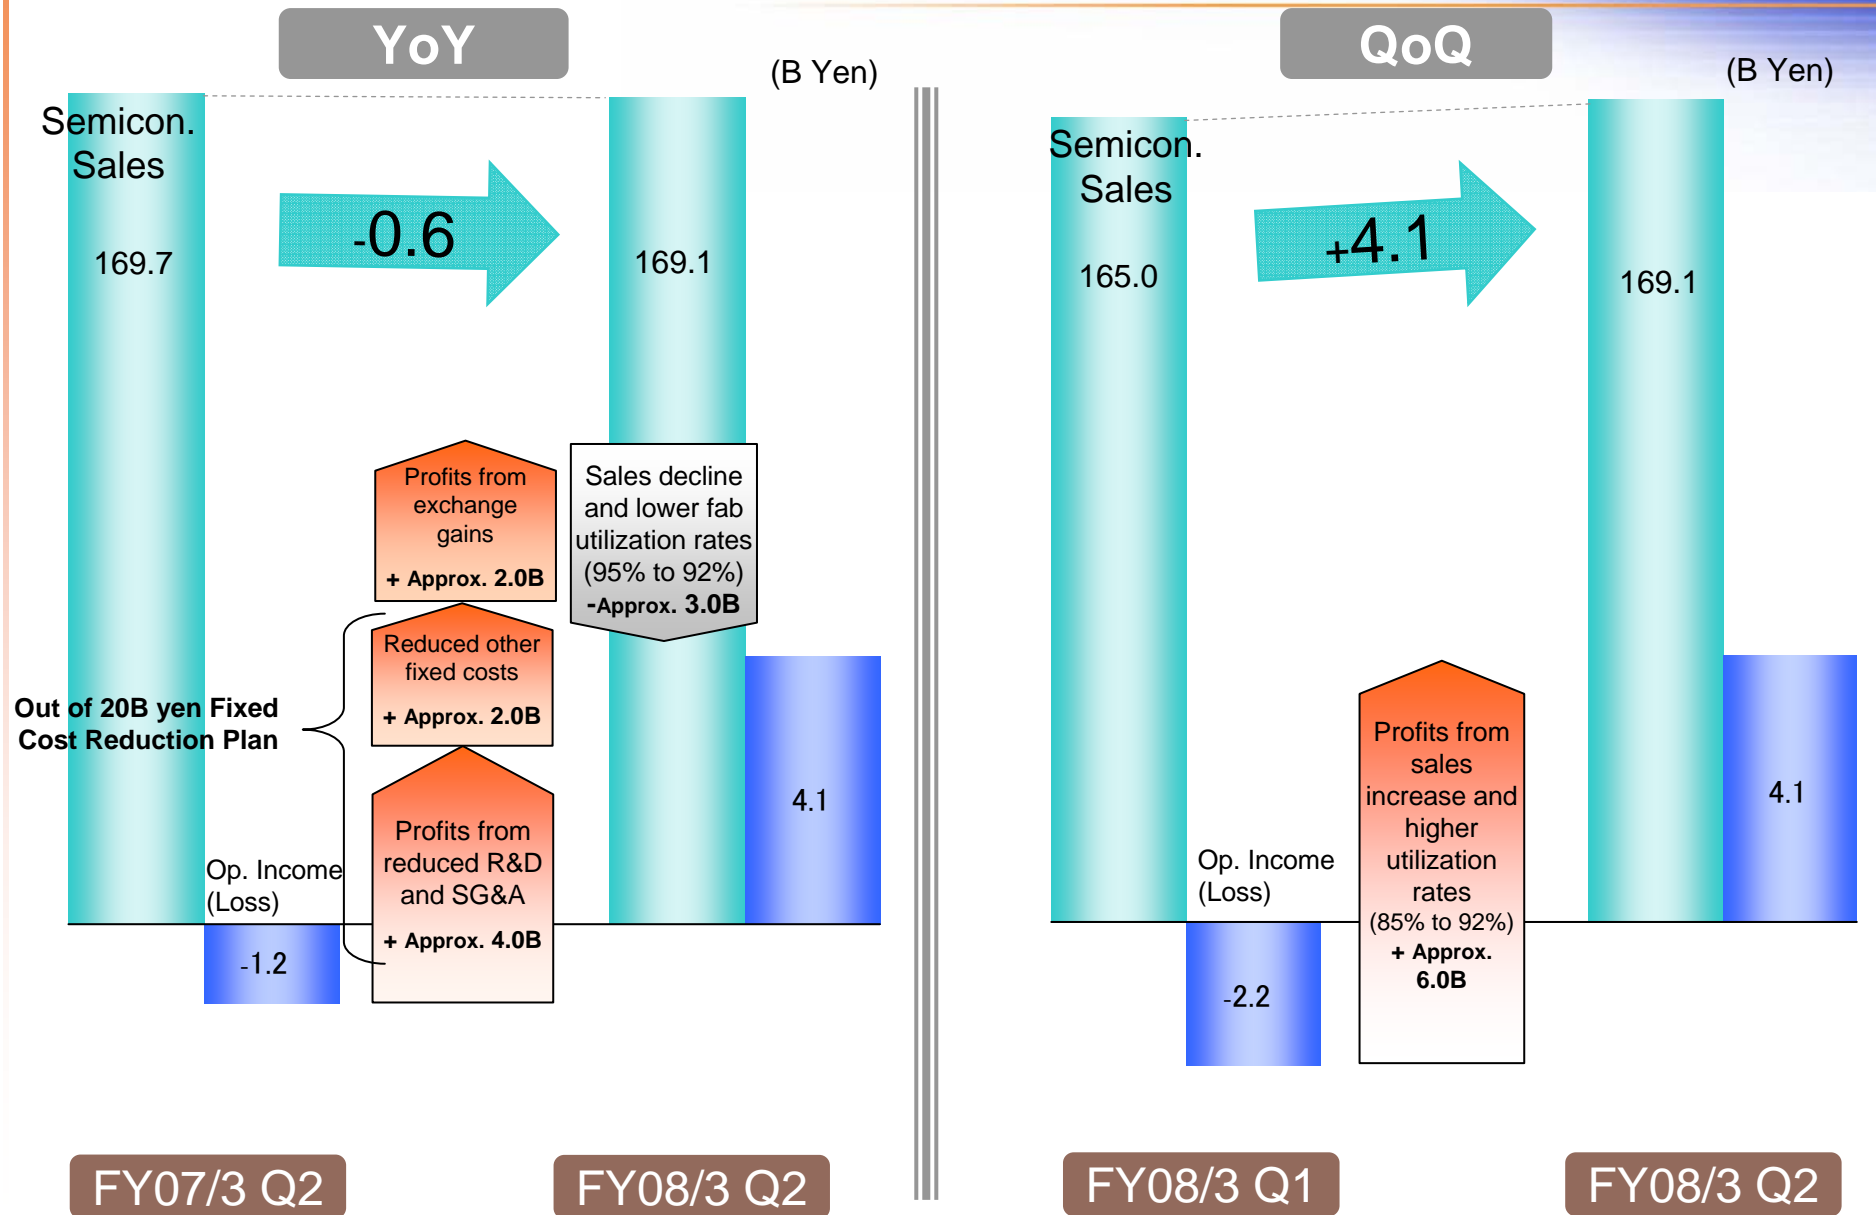 YoY
(B Yen)
Semicon.
Sales
-0.6
169.7
169.1
Profits from
exchange
gains
+ Approx. 2.0B
Sales decline
and lower fab
utilization rates
(95% to 92%)
-Approx. 3.0B
Reduced other
fixed costs
+ Approx. 2.0B
Out of 20B yen Fixed
Cost Reduction Plan
Profits from
reduced R&D
and SG&A
+ Approx. 4.0B
4.1
Op. Income
(Loss)
-1.2
FY07/3 Q2
FY08/3 Q2
QoQ
(B Yen)
Semicon.
Sales
+4.1
165.0
169.1
Profits from
sales
increase and
higher
utilization
rates
(85% to 92%)
+ Approx.
6.0B
4.1
Op. Income
(Loss)
-2.2
FY08/3 Q1
FY08/3 Q2